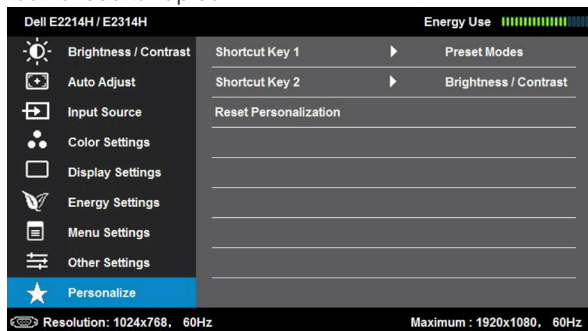 Dell E2214H / E2314H Energy Use
Brightness / Contrast Shortcut Key 1 Preset Modes
Auto Adjust Shortcut Key 2 Brightness / Contrast
Input Source Reset Personalization
Color Settings
Display Settings
Energy Settings
Menu Settings
Other Settings
Personalize
Resolution: 1024x768, 60Hz Maximum : 1920x1080, 60Hz